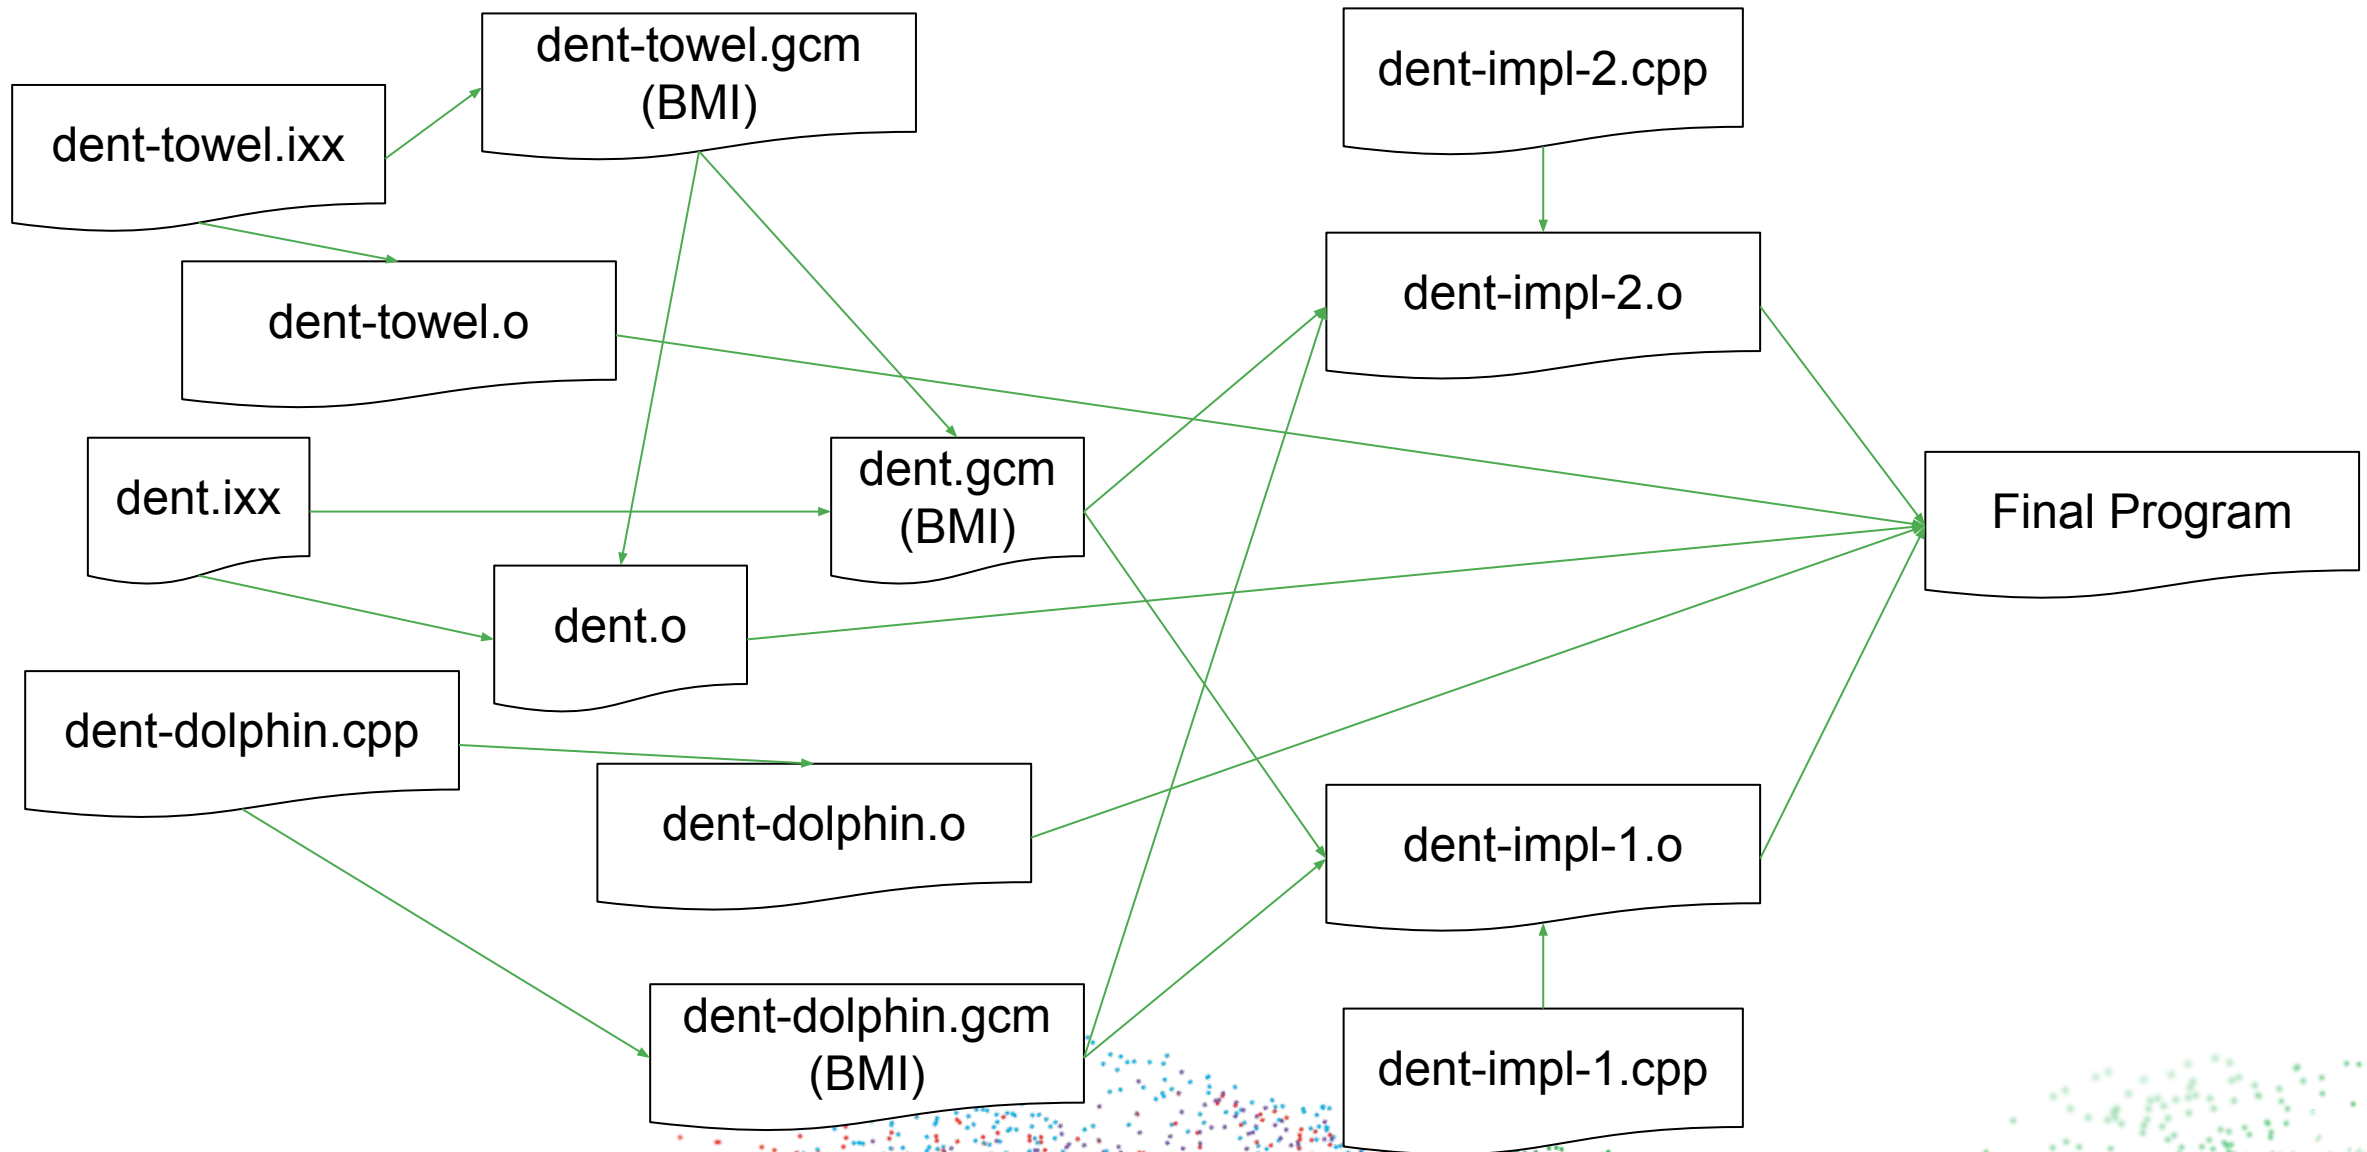 dent-towel.gcm
(BMI)
dent-impl-2.cpp
dent-towel.ixx
dent-impl-2.o
dent-towel.o
dent.ixx
dent.gcm
(BMI)
Final Program
dent.o
dent-dolphin.cpp
dent-dolphin.o
dent-impl-1.o
dent-dolphin.gcm
(BMI)
dent-impl-1.cpp